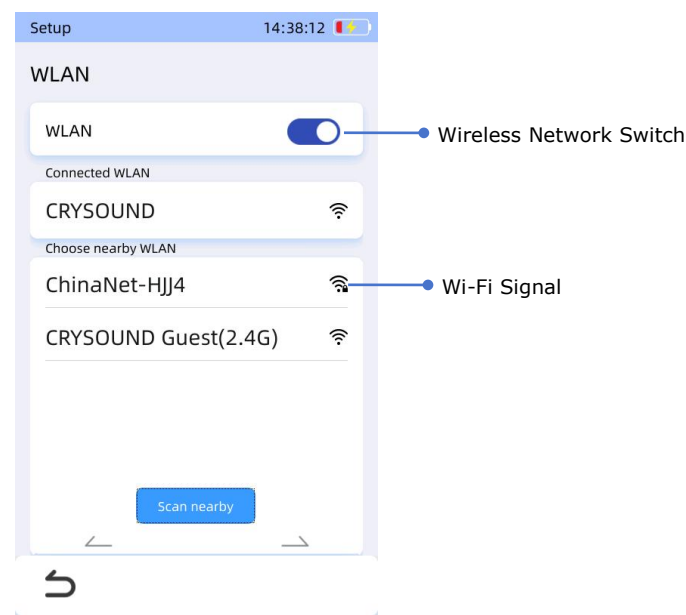 Setup 14:38:12
WLAN
WLAN
Wireless Network Switch
Connected WLAN
CRYSOUND
Choose nearby WLAN
ChinaNet-HJJ4
Wi-Fi Signal
CRYSOUND Guest(2.4G)
Scan nearby